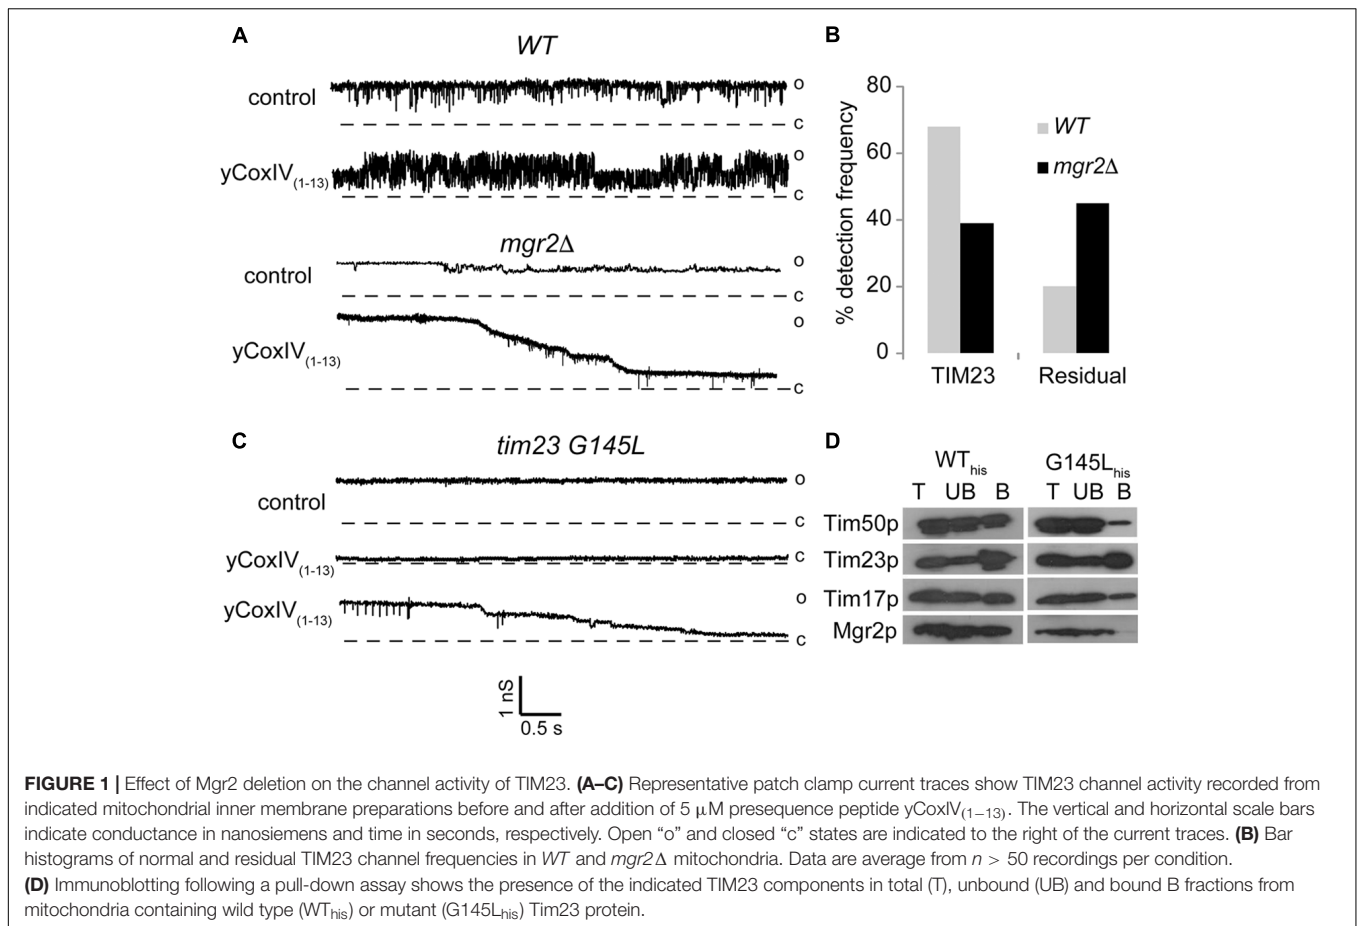 A
WT
control
o
c
yCoxIV(1-13)
o
c
mgr2Δ
control
o
c
yCoxIV(1-13)
o
c
B
80
60
40
20
0
% detection frequency
WT
mgr2Δ
TIM23
Residual
C
tim23 G145L
control
o
c
yCoxIV(1-13)
c
yCoxIV(1-13)
o
c
1 nS
0.5 s
D
WThis
G145Lhis
T UB B
T UB B
Tim50p
Tim23p
Tim17p
Mgr2p
FIGURE 1 | Effect of Mgr2 deletion on the channel activity of TIM23. (A–C) Representative patch clamp current traces show TIM23 channel activity recorded from
indicated mitochondrial inner membrane preparations before and after addition of 5 μM presequence peptide yCoxIV(1−13). The vertical and horizontal scale bars
indicate conductance in nanosiemens and time in seconds, respectively. Open “o” and closed “c” states are indicated to the right of the current traces. (B) Bar
histograms of normal and residual TIM23 channel frequencies in WT and mgr2Δ mitochondria. Data are average from n > 50 recordings per condition.
(D) Immunoblotting following a pull-down assay shows the presence of the indicated TIM23 components in total (T), unbound (UB) and bound B fractions from
mitochondria containing wild type (WThis) or mutant (G145Lhis) Tim23 protein.